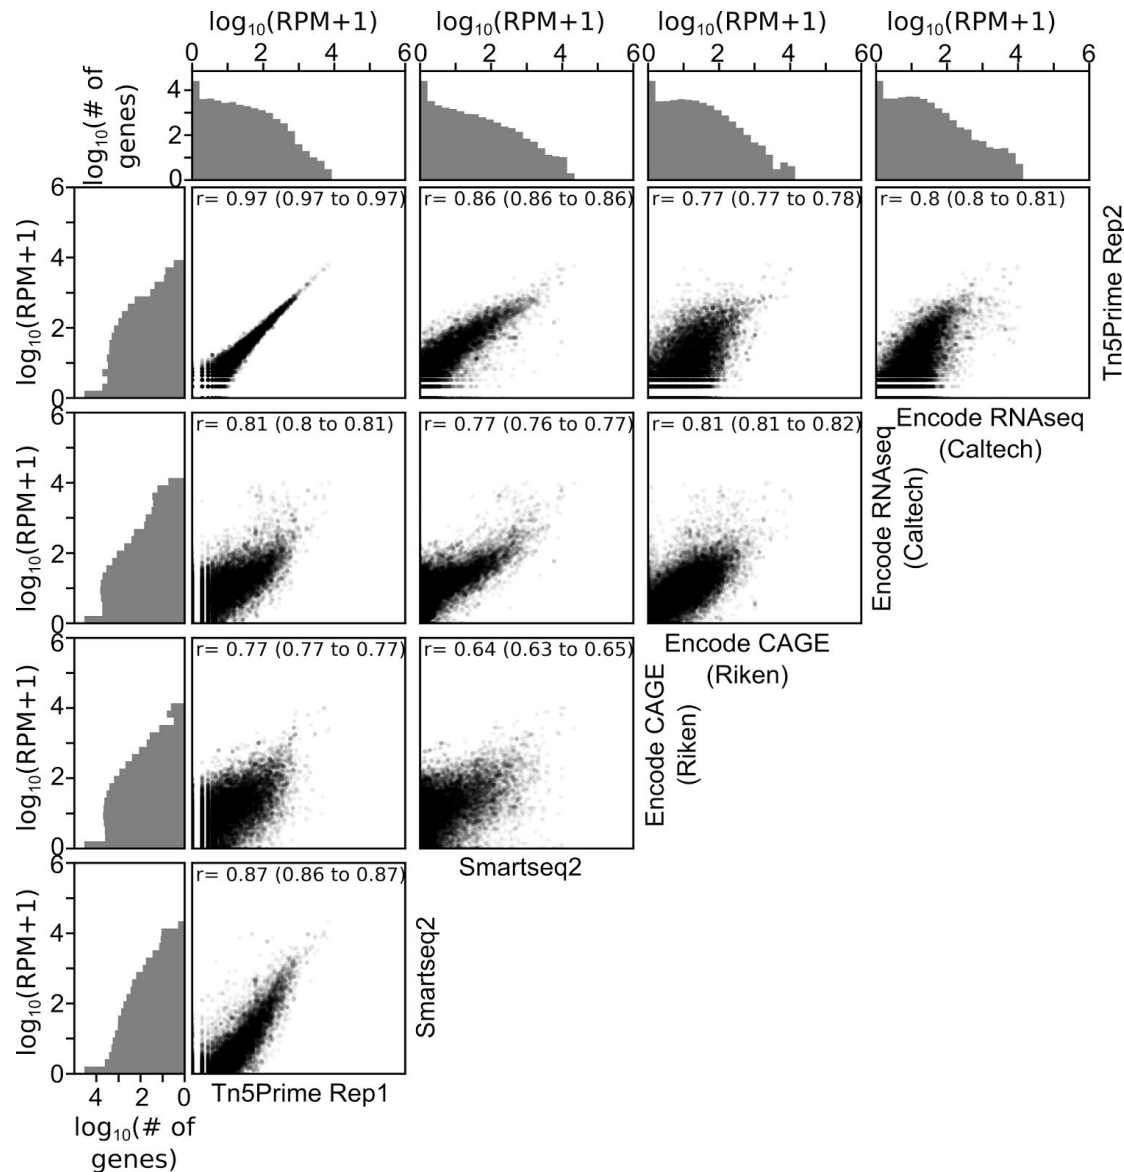 log10(RPM+1) log10(RPM+1) log10(RPM+1) log10(RPM+1)
0 2 4 6 0 2 4 6 0 2 4 6 0 2 4 6
log10(# of
genes)
4
2
0
log10(RPM+1)
6
4
2
0
r= 0.97 (0.97 to 0.97) r= 0.86 (0.86 to 0.86) r= 0.77 (0.77 to 0.78) r= 0.8 (0.8 to 0.81)
Tn5Prime Rep2
log10(RPM+1)
6
4
2
0
r= 0.81 (0.8 to 0.81) r= 0.77 (0.76 to 0.77) r= 0.81 (0.81 to 0.82)
Encode RNAseq
(Caltech)
Encode RNAseq
(Caltech)
log10(RPM+1)
6
4
2
0
r= 0.77 (0.77 to 0.77) r= 0.64 (0.63 to 0.65)
Encode CAGE
(Riken)
Encode CAGE
(Riken)
log10(RPM+1)
6
4
2
0
r= 0.87 (0.86 to 0.87)
Smartseq2
Smartseq2
4 2 0
Tn5Prime Rep1
log10(# of
genes)